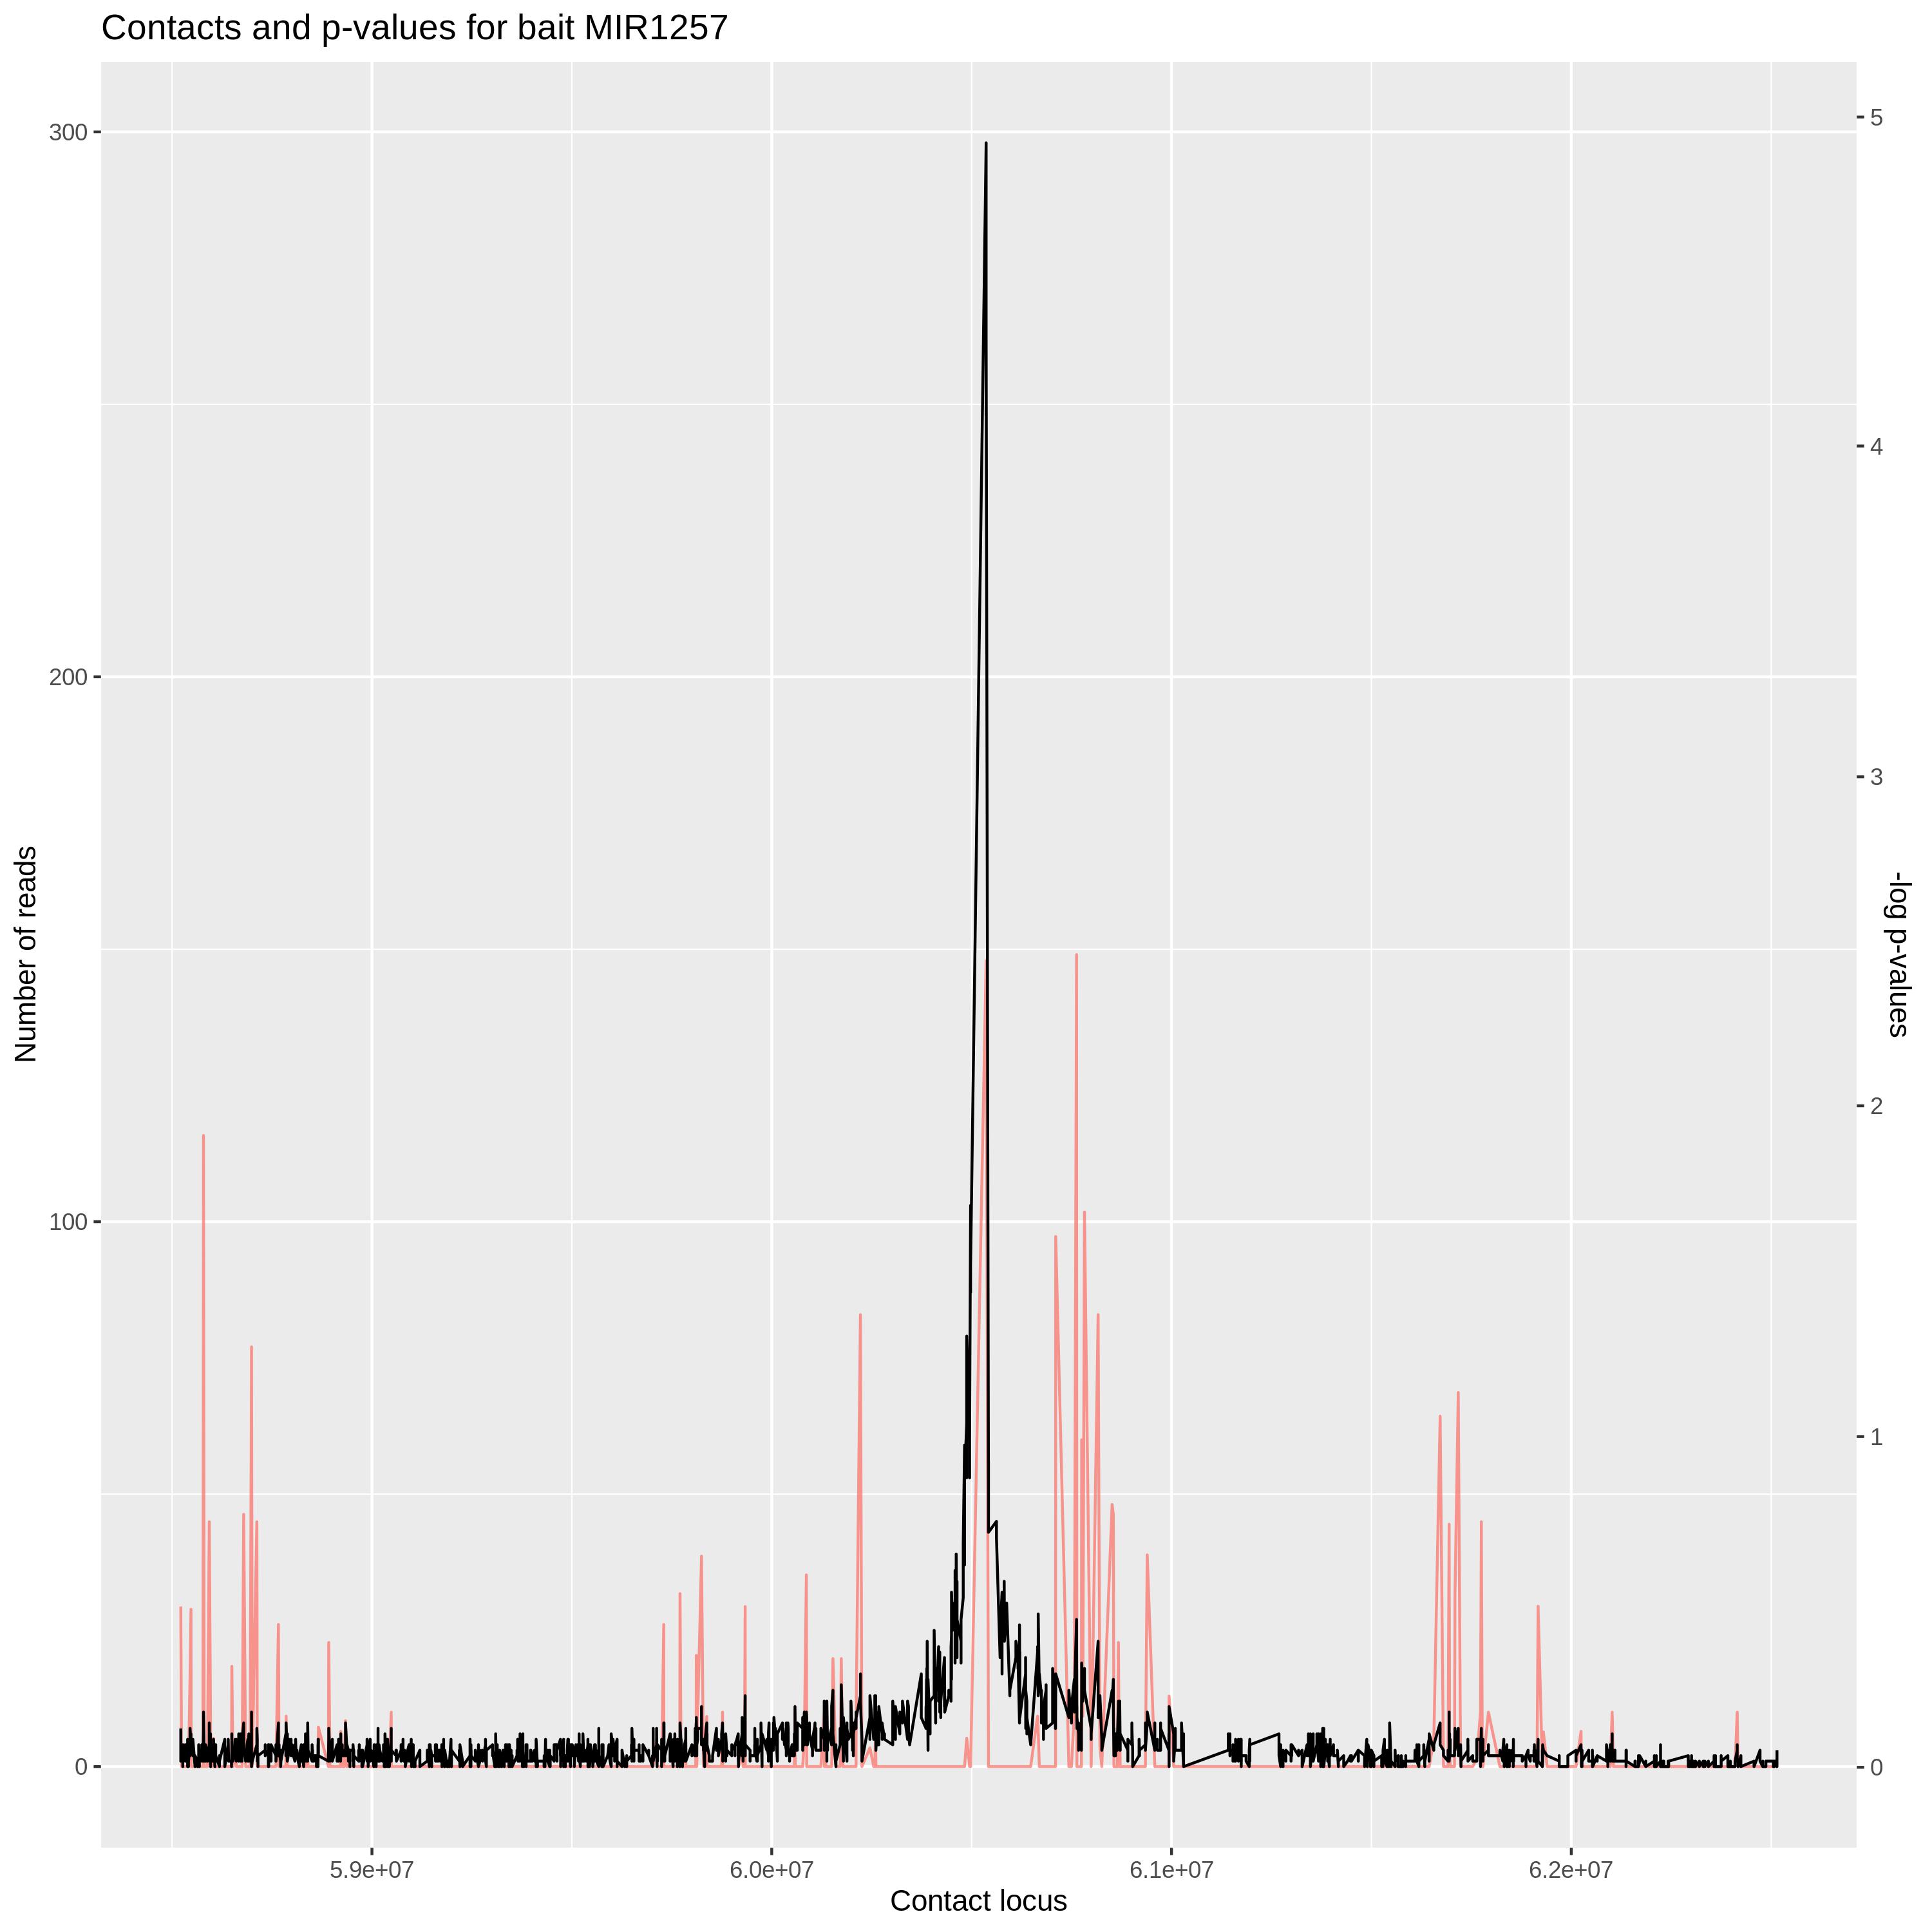 Contacts and p-values for bait MIR1257
300
200
100
0
Number of reads
5
4
3
2
1
0
-log p-values
5.9e+07
6.0e+07
6.1e+07
6.2e+07
Contact locus